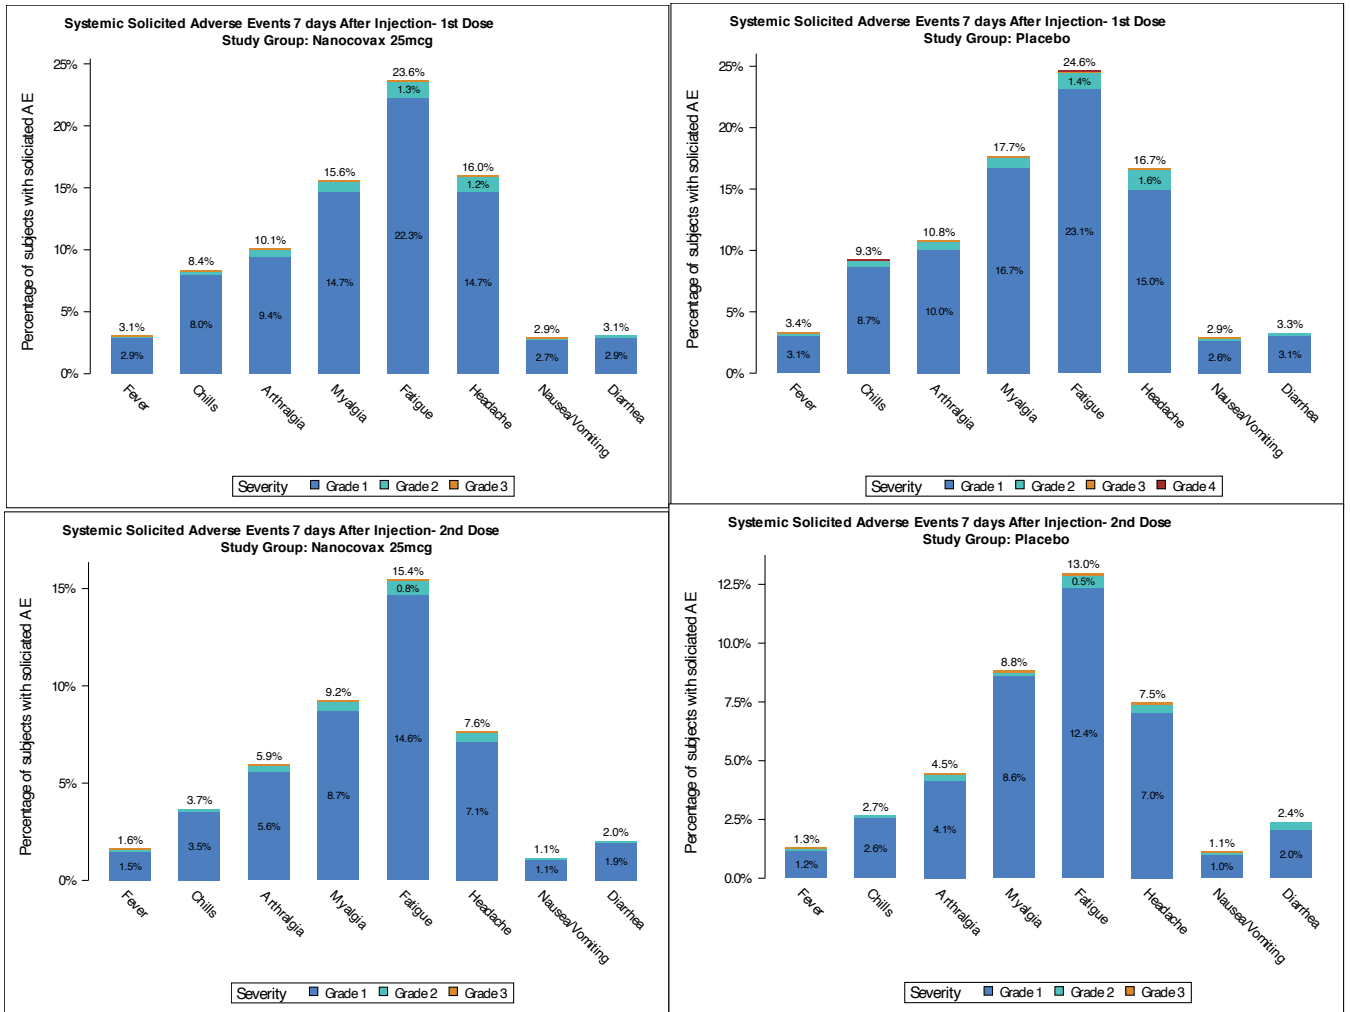 Systemic Solicited Adverse Events 7 days After Injection- 1st Dose
Study Group: Nanocovax 25mcg
Percentage of subjects with soliciated AE
25%
20%
15%
10%
5%
0%
3.1%
8.4%
10.1%
15.6%
23.6%
16.0%
2.9%
3.1%
1.3%
1.2%
2.9%
8.0%
9.4%
14.7%
22.3%
14.7%
2.7%
2.9%
Fever
Chills
Arthralgia
Myalgia
Fatigue
Headache
Nausea/Vomiting
Diarrhea
Severity Grade 1 Grade 2 Grade 3
Systemic Solicited Adverse Events 7 days After Injection- 1st Dose
Study Group: Placebo
Percentage of subjects with soliciated AE
25%
20%
15%
10%
5%
0%
3.4%
9.3%
10.8%
17.7%
24.6%
16.7%
2.9%
3.3%
1.4%
1.6%
3.1%
8.7%
10.0%
16.7%
23.1%
15.0%
2.6%
3.1%
Fever
Chills
Arthralgia
Myalgia
Fatigue
Headache
Nausea/Vomiting
Diarrhea
Severity Grade 1 Grade 2 Grade 3 Grade 4
Systemic Solicited Adverse Events 7 days After Injection- 2nd Dose
Study Group: Nanocovax 25mcg
Percentage of subjects with soliciated AE
15%
10%
5%
0%
1.6%
3.7%
5.9%
9.2%
15.4%
7.6%
1.1%
2.0%
0.8%
1.5%
3.5%
5.6%
8.7%
14.6%
7.1%
1.1%
1.9%
Fever
Chills
Arthralgia
Myalgia
Fatigue
Headache
Nausea/Vomiting
Diarrhea
Severity Grade 1 Grade 2 Grade 3
Systemic Solicited Adverse Events 7 days After Injection- 2nd Dose
Study Group: Placebo
Percentage of subjects with soliciated AE
12.5%
10.0%
7.5%
5.0%
2.5%
0.0%
1.3%
2.7%
4.5%
8.8%
13.0%
7.5%
1.1%
2.4%
0.5%
1.2%
2.6%
4.1%
8.6%
12.4%
7.0%
1.0%
2.0%
Fever
Chills
Arthralgia
Myalgia
Fatigue
Headache
Nausea/Vomiting
Diarrhea
Severity Grade 1 Grade 2 Grade 3